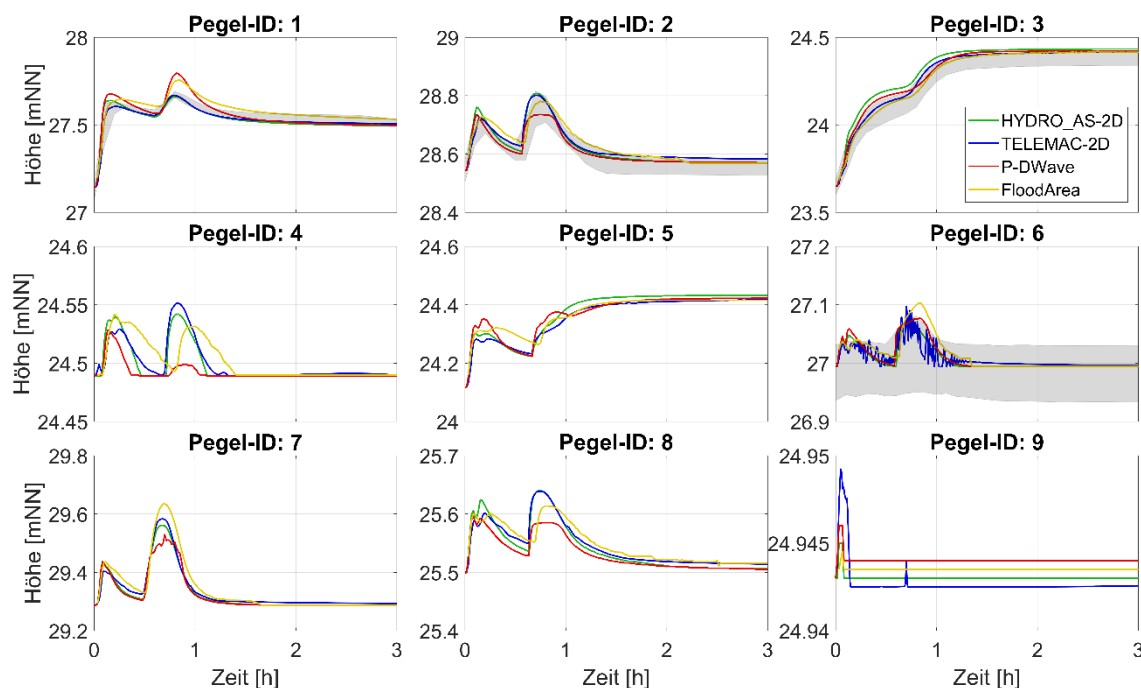 Pegel-ID: 1
Pegel-ID: 2
Pegel-ID: 3
28
27.5
27
Höhe [mNN]
29
28.8
28.6
28.4
24.5
24
23.5
HYDRO_AS-2D
TELEMAC-2D
P-DWave
FloodArea
Pegel-ID: 4
Pegel-ID: 5
Pegel-ID: 6
24.6
24.55
24.5
24.45
Höhe [mNN]
24.6
24.4
24.2
24
27.2
27.1
27
26.9
Pegel-ID: 7
Pegel-ID: 8
Pegel-ID: 9
29.8
29.6
29.4
29.2
Höhe [mNN]
25.7
25.6
25.5
25.4
24.95
24.945
24.94
0 1 2 3
0 1 2 3
0 1 2 3
Zeit [h]
Zeit [h]
Zeit [h]